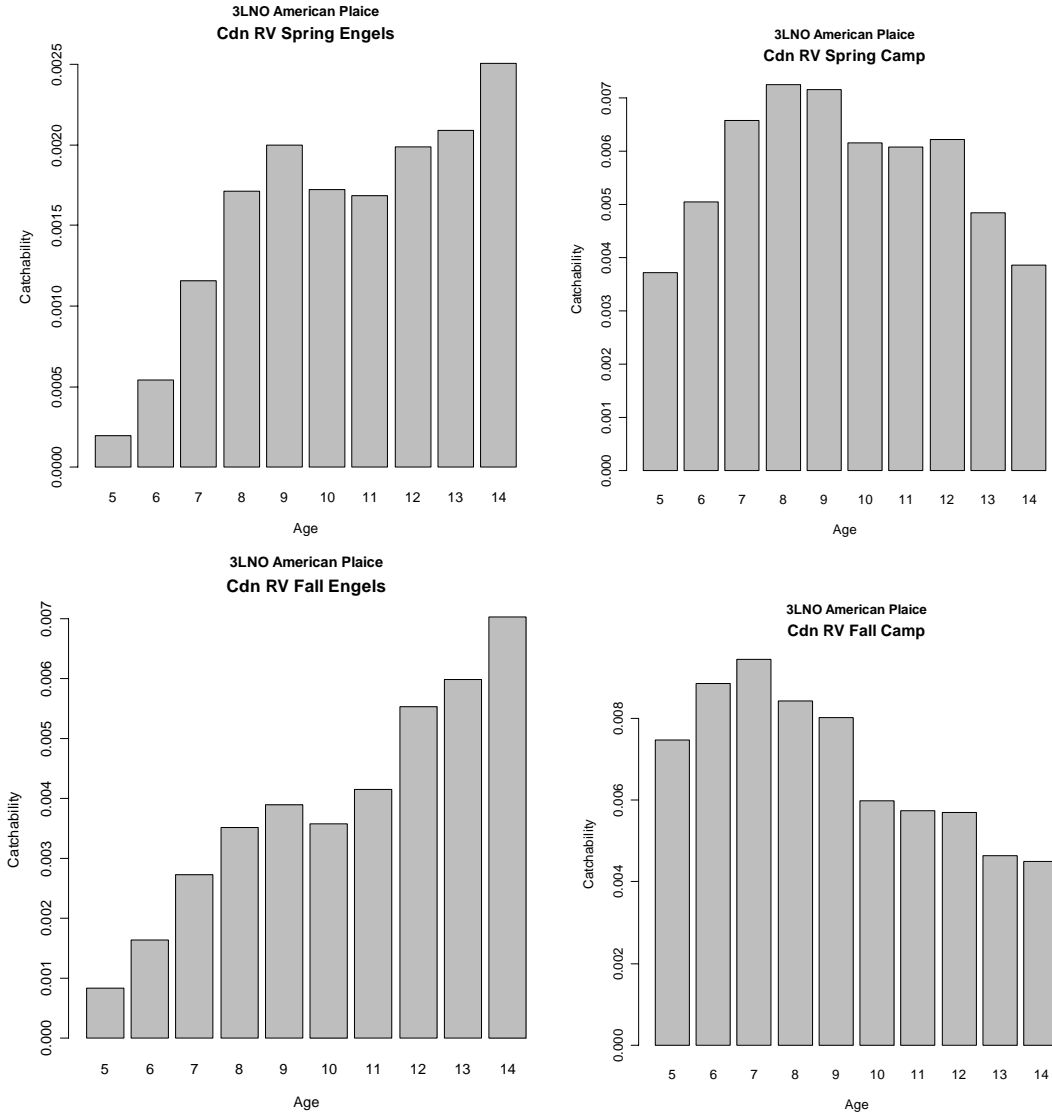 3LNO American Plaice
Cdn RV Spring Engels
Catchability
0.0025
0.0020
0.0015
0.0010
0.0005
0.0000
5 6 7 8 9 10 11 12 13 14
Age
3LNO American Plaice
Cdn RV Spring Camp
Catchability
0.007
0.006
0.005
0.004
0.003
0.002
0.001
0.000
5 6 7 8 9 10 11 12 13 14
Age
3LNO American Plaice
Cdn RV Fall Engels
Catchability
0.007
0.006
0.005
0.004
0.003
0.002
0.001
0.000
5 6 7 8 9 10 11 12 13 14
Age
3LNO American Plaice
Cdn RV Fall Camp
Catchability
0.008
0.006
0.004
0.002
0.000
5 6 7 8 9 10 11 12 13 14
Age